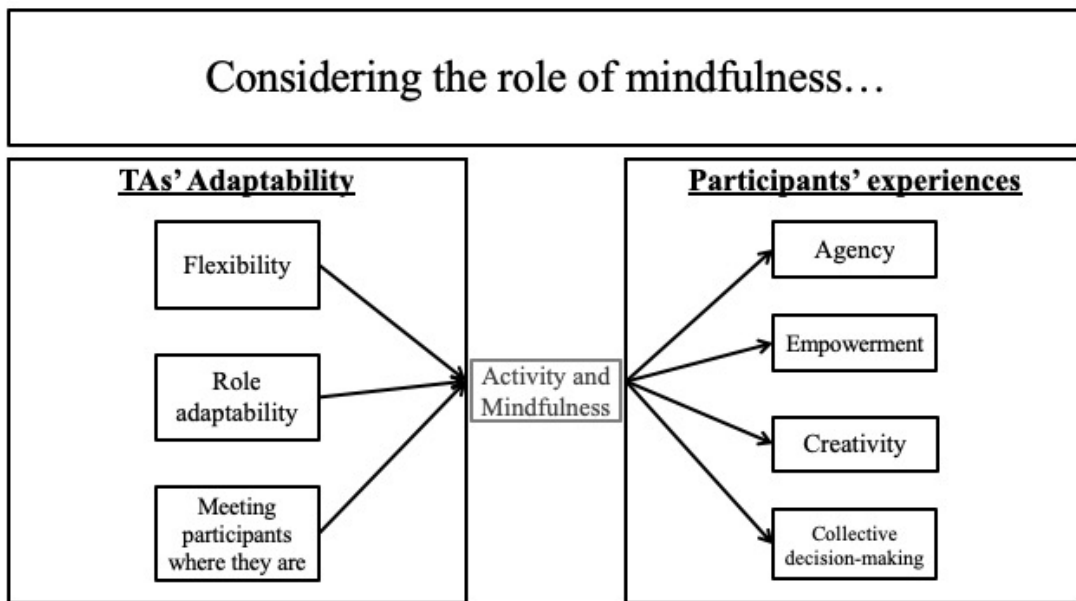 Considering the role of mindfulness…
TAs’ Adaptability
Flexibility
Role
adaptability
Meeting
participants
where they are
Activity and
Mindfulness
Participants’ experiences
Agency
Empowerment
Creativity
Collective
decision-making